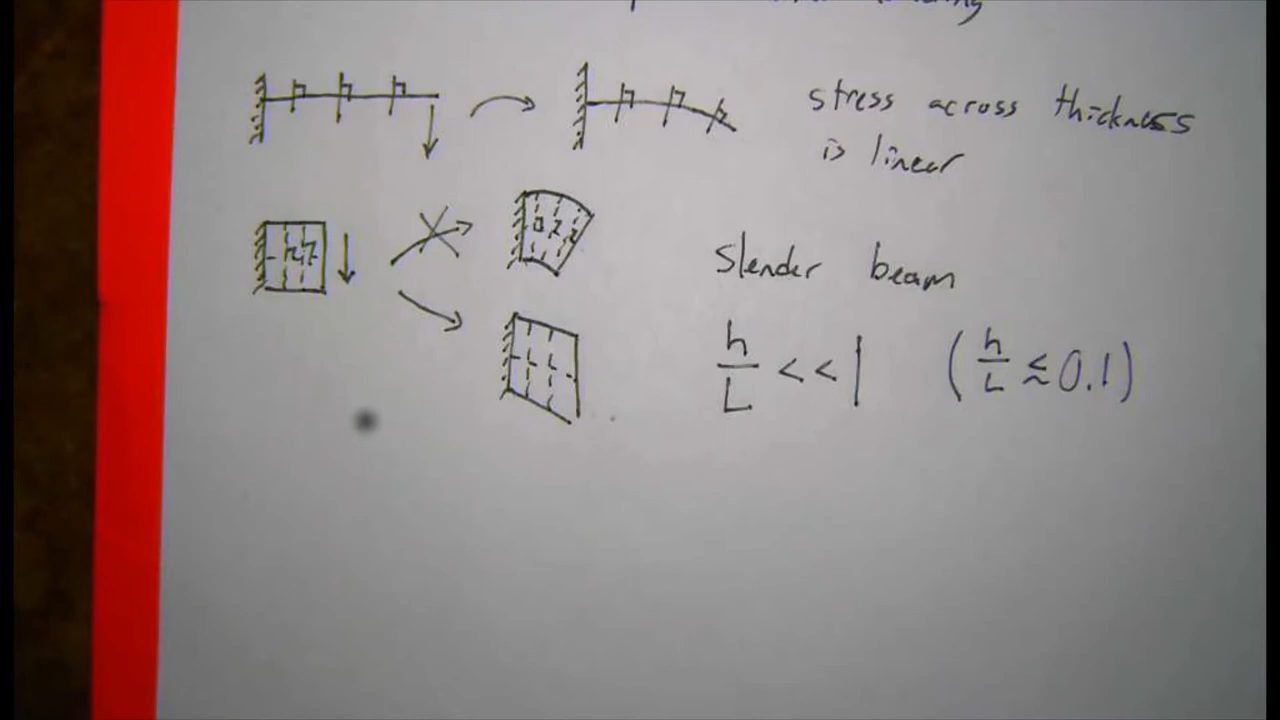 stress across thickness
is linear
Slender beam
h/L << 1 (h/L ⪅ 0.1)